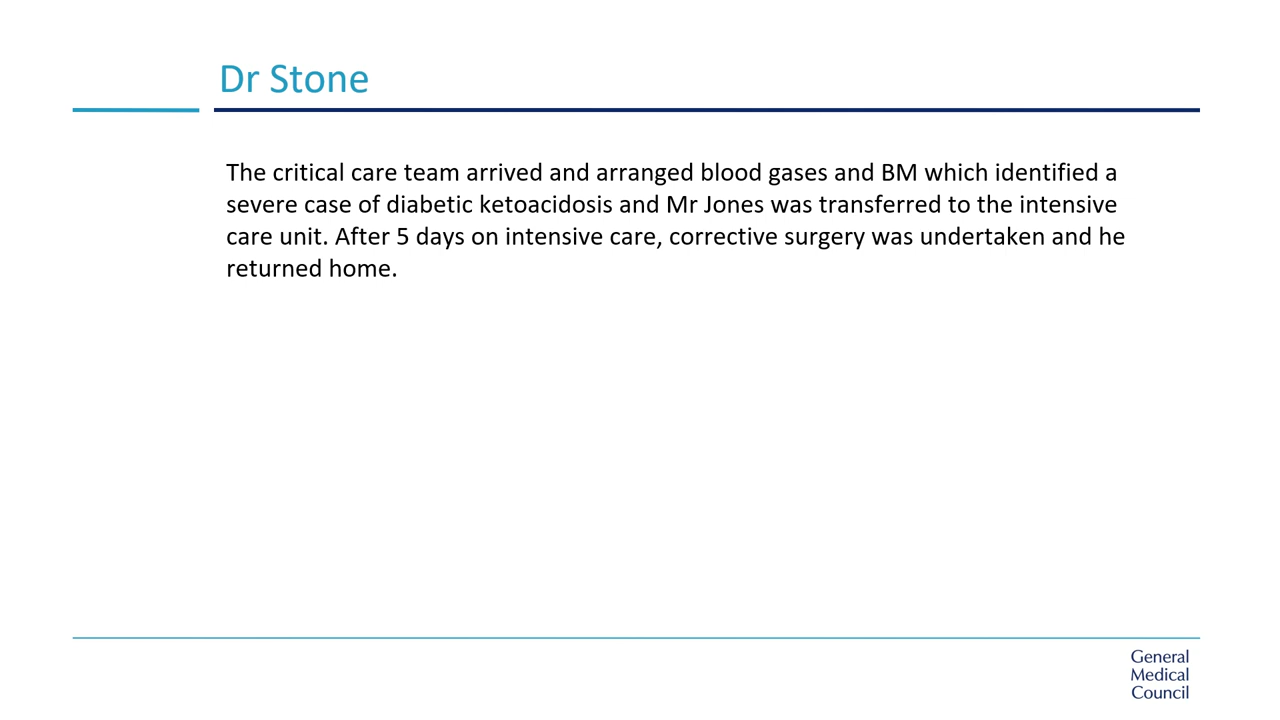 Dr Stone
The critical care team arrived and arranged blood gases and BM which identified a
severe case of diabetic ketoacidosis and Mr Jones was transferred to the intensive
care unit. After 5 days on intensive care, corrective surgery was undertaken and he
returned home.
General
Medical
Council